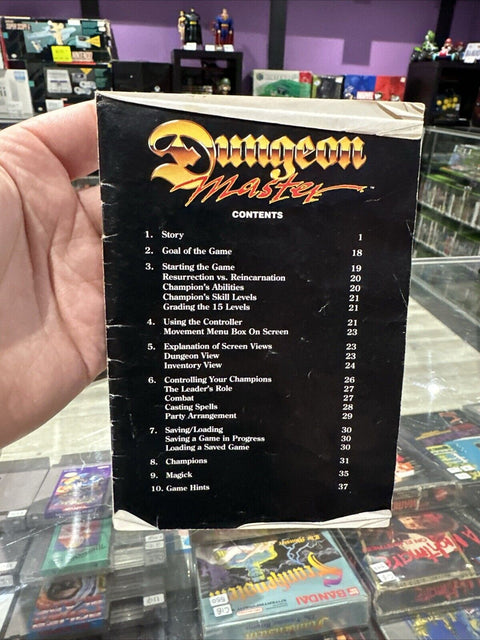 Dungeon
Master
™
CONTENTS
1. Story 1
2. Goal of the Game 18
3. Starting the Game 19
Resurrection vs. Reincarnation 20
Champion's Abilities 20
Champion's Skill Levels 21
Grading the 15 Levels 21
4. Using the Controller 21
Movement Menu Box On Screen 23
5. Explanation of Screen Views 23
Dungeon View 23
Inventory View 24
6. Controlling Your Champions 26
The Leader's Role 27
Combat 27
Casting Spells 28
Party Arrangement 29
7. Saving/Loading 30
Saving a Game in Progress 30
Loading a Saved Game 30
8. Champions 31
9. Magick 35
10. Game Hints 37
BANDAI